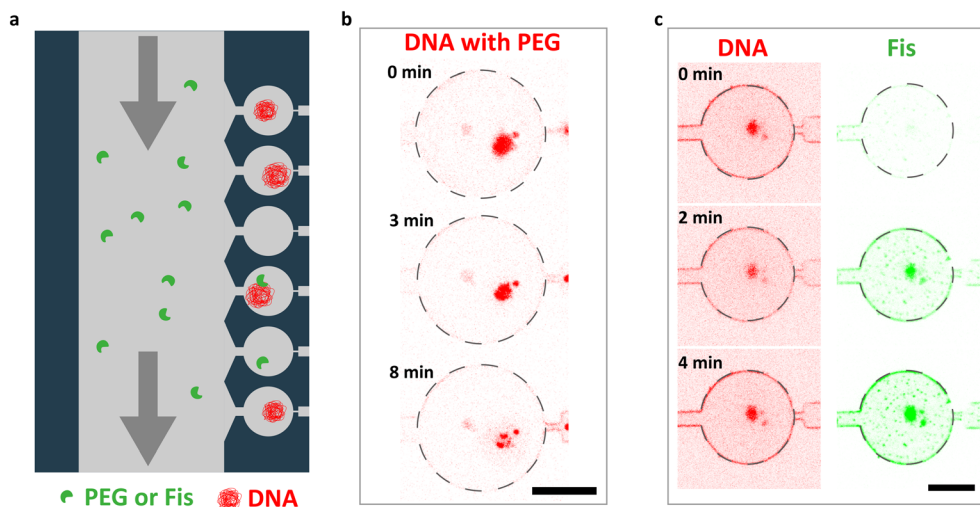 a
PEG or Fis
DNA
b
DNA with PEG
0 min
3 min
8 min
c
DNA
Fis
0 min
2 min
4 min